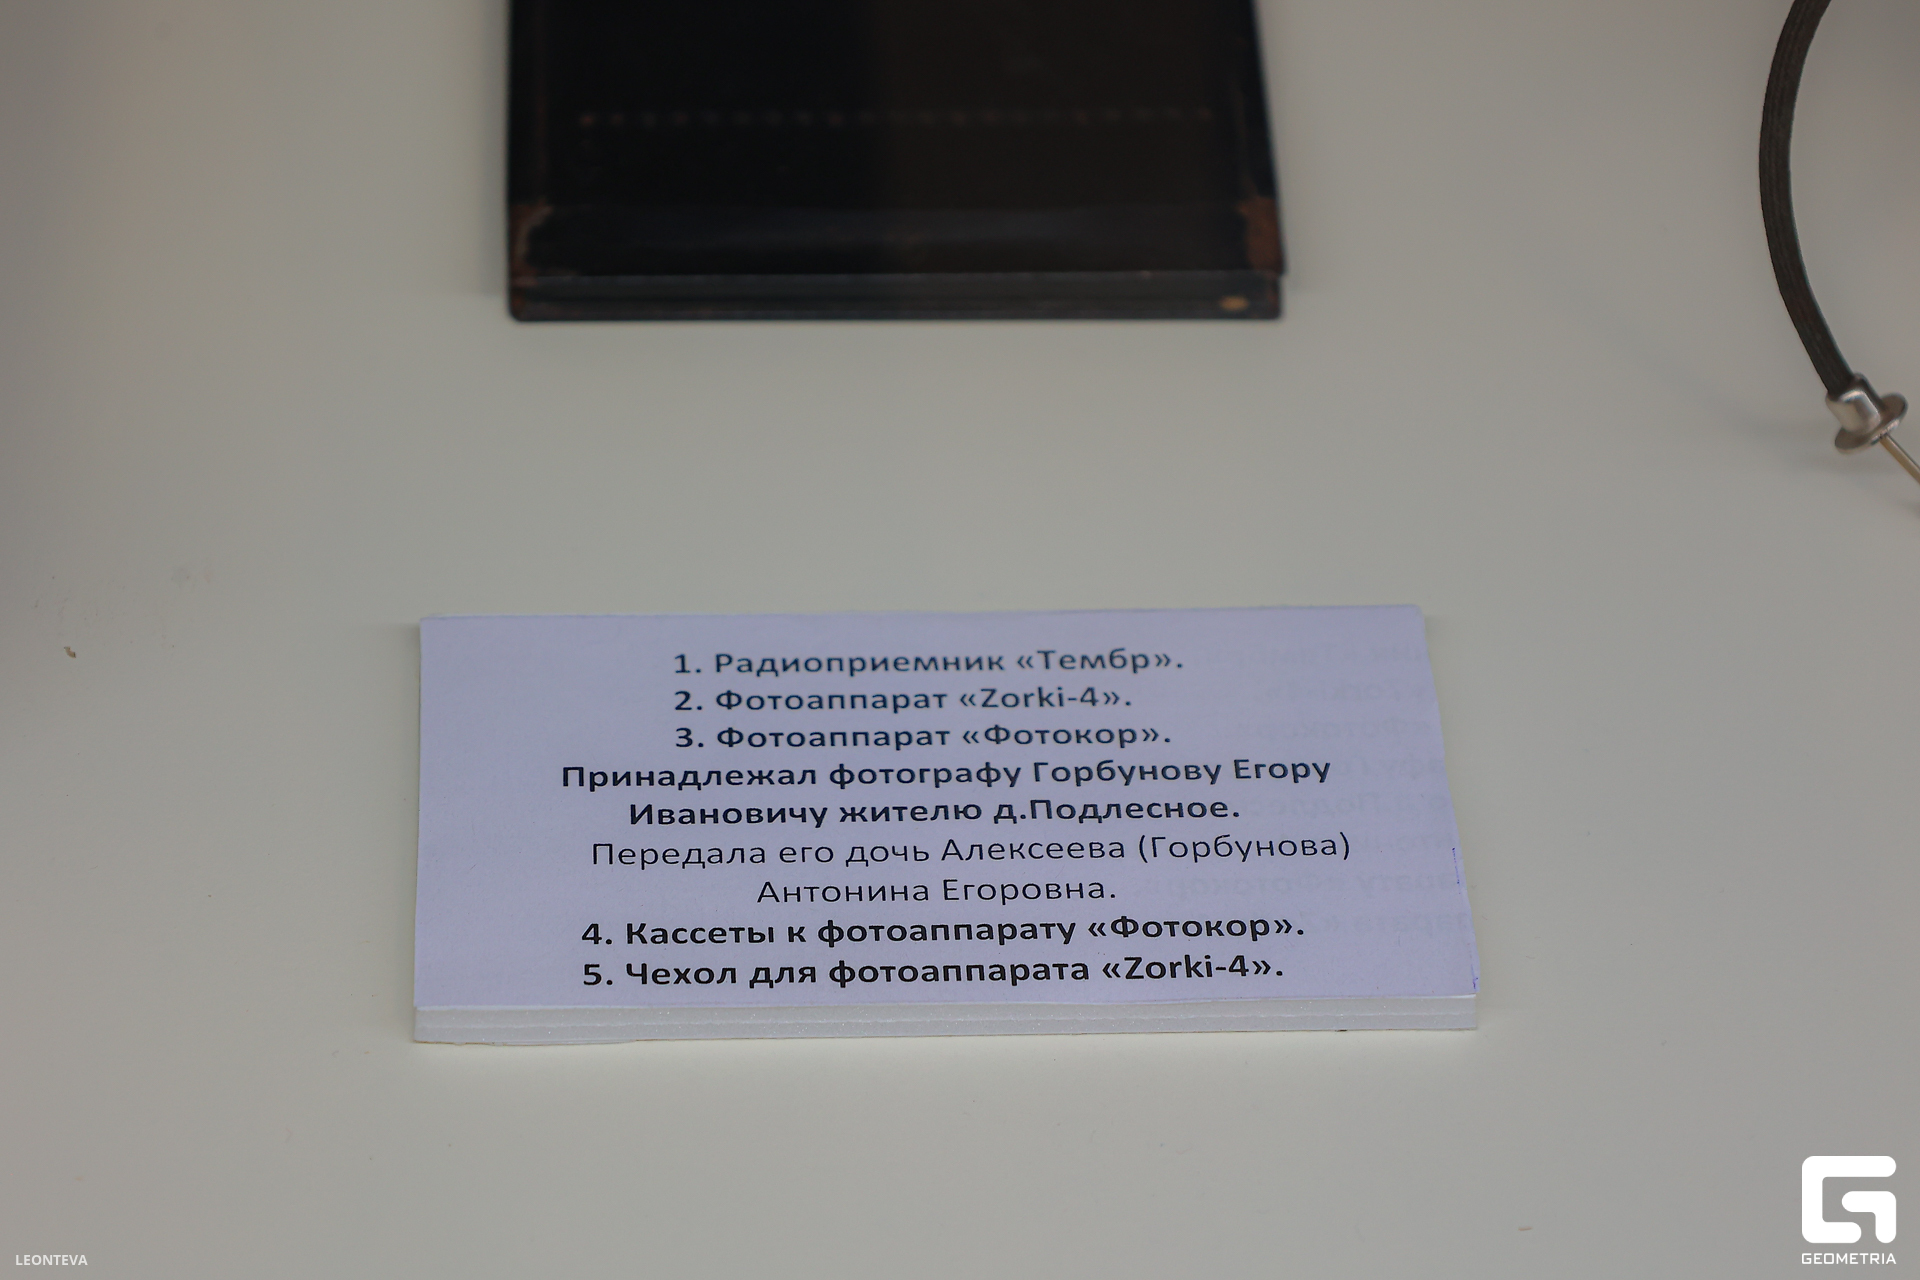 1. Радиоприемник «Тембр».
2. Фотоаппарат «Zorki-4».
3. Фотоаппарат «Фотокор».
Принадлежал фотографу Горбунову Егору
Ивановичу жителю д.Подлесное.
Передала его дочь Алексеева (Горбунова)
Антонина Егоровна.
4. Кассеты к фотоаппарату «Фотокор».
5. Чехол для фотоаппарата «Zorki-4».
LEONTEVA
GEOMETRIA